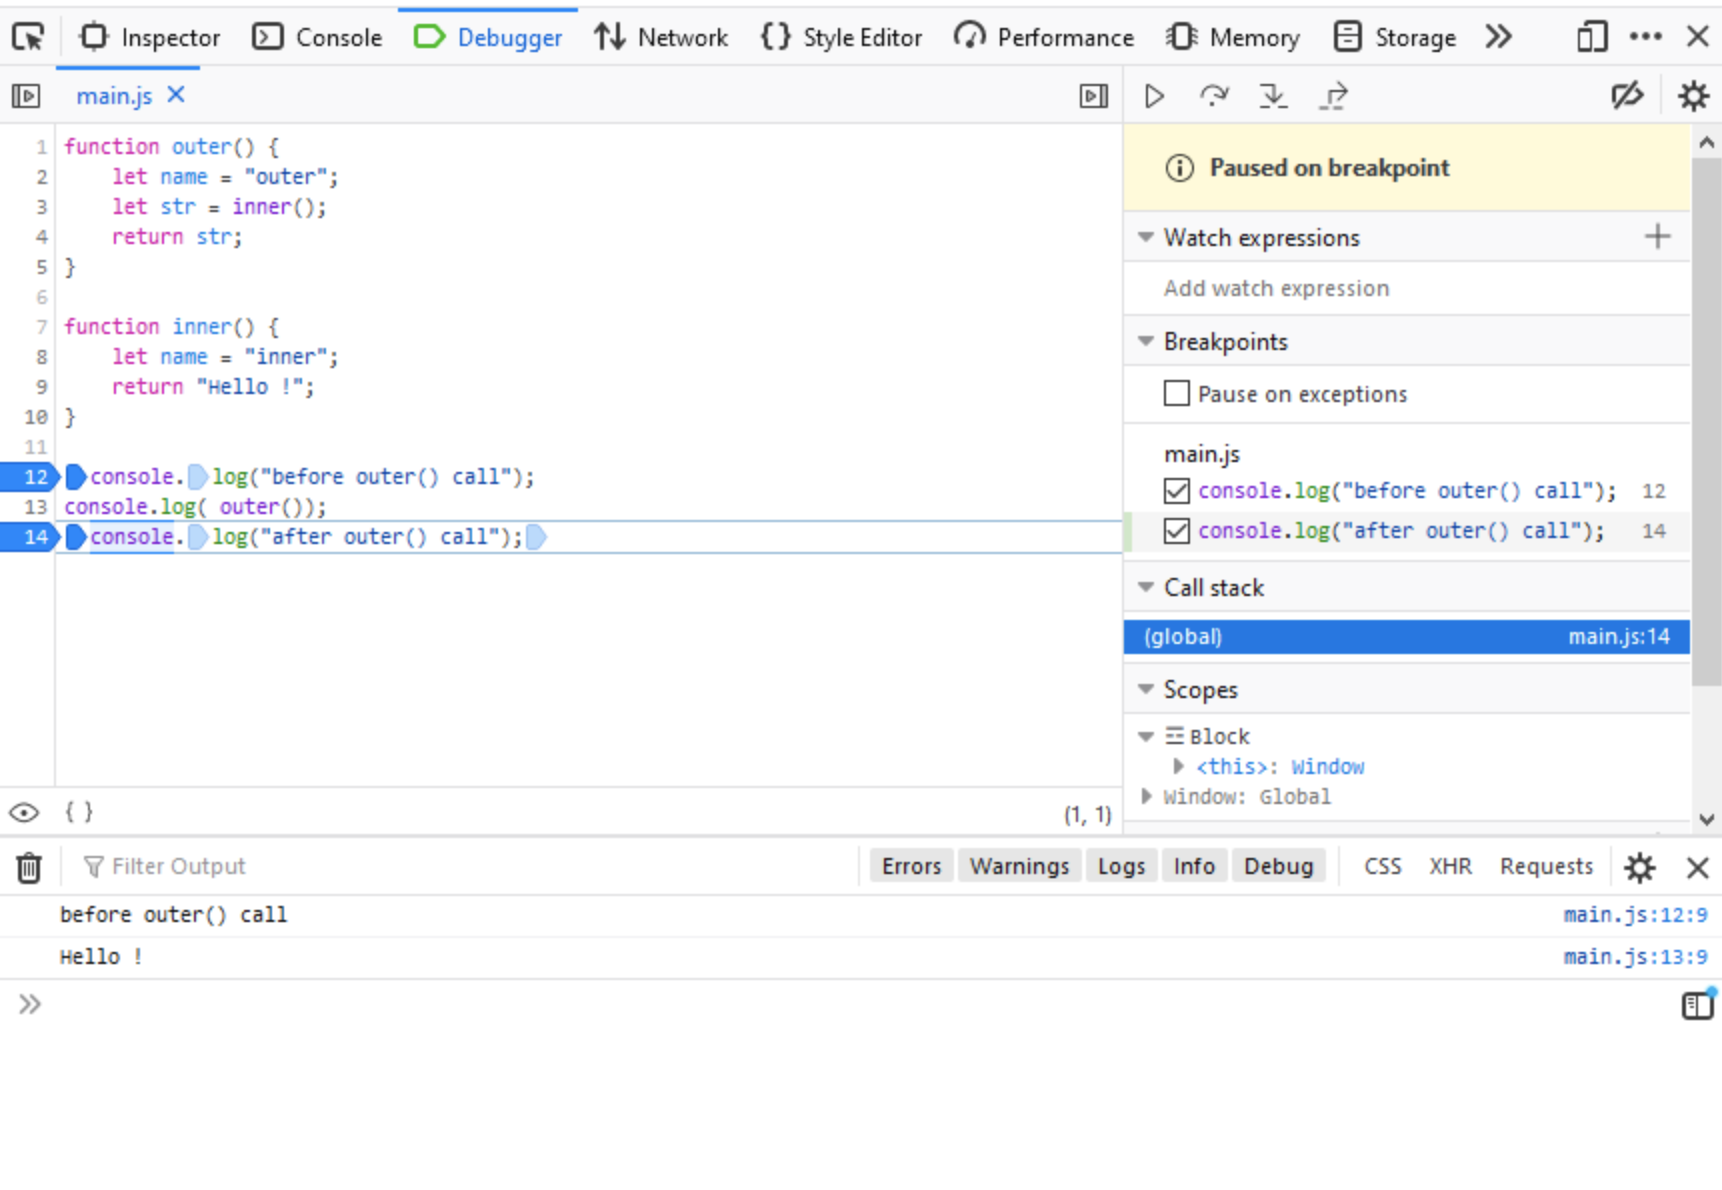 Inspector Console Debugger Network Style Editor Performance Memory Storage
main.js
1 function outer() {
2 let name = "outer";
3 let str = inner();
4 return str;
5 }
6
7 function inner() {
8 let name = "inner";
9 return "Hello !";
10 }
11
12 console.log("before outer() call");
13 console.log( outer());
14 console.log("after outer() call");
{ } (1, 1)
Paused on breakpoint
Watch expressions
Add watch expression
Breakpoints
Pause on exceptions
main.js
console.log("before outer() call"); 12
console.log("after outer() call"); 14
Call stack
(global) main.js:14
Scopes
Block
<this>: Window
Window: Global
Filter Output Errors Warnings Logs Info Debug CSS XHR Requests
before outer() call main.js:12:9
Hello ! main.js:13:9